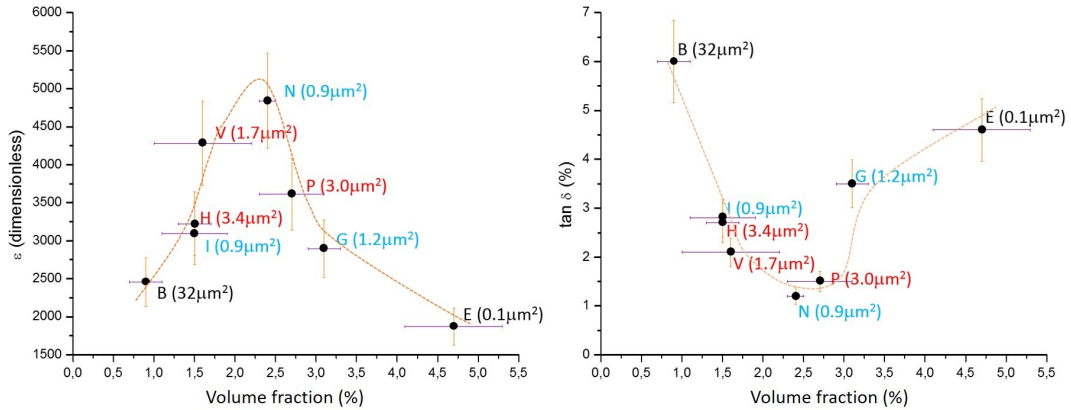 6000
5500
5000
4500
4000
3500
3000
2500
2000
1500
ε (dimensionless)
N (0.9μm²)
V (1.7μm²)
P (3.0μm²)
H (3.4μm²)
I (0.9μm²)
G (1.2μm²)
B (32μm²)
E (0.1μm²)
0,0 0,5 1,0 1,5 2,0 2,5 3,0 3,5 4,0 4,5 5,0 5,5
Volume fraction (%)
7
6
5
4
3
2
1
0
tan δ (%)
B (32μm²)
E (0.1μm²)
G (1.2μm²)
I (0.9μm²)
H (3.4μm²)
V (1.7μm²)
P (3.0μm²)
N (0.9μm²)
0,0 0,5 1,0 1,5 2,0 2,5 3,0 3,5 4,0 4,5 5,0 5,5
Volume fraction (%)